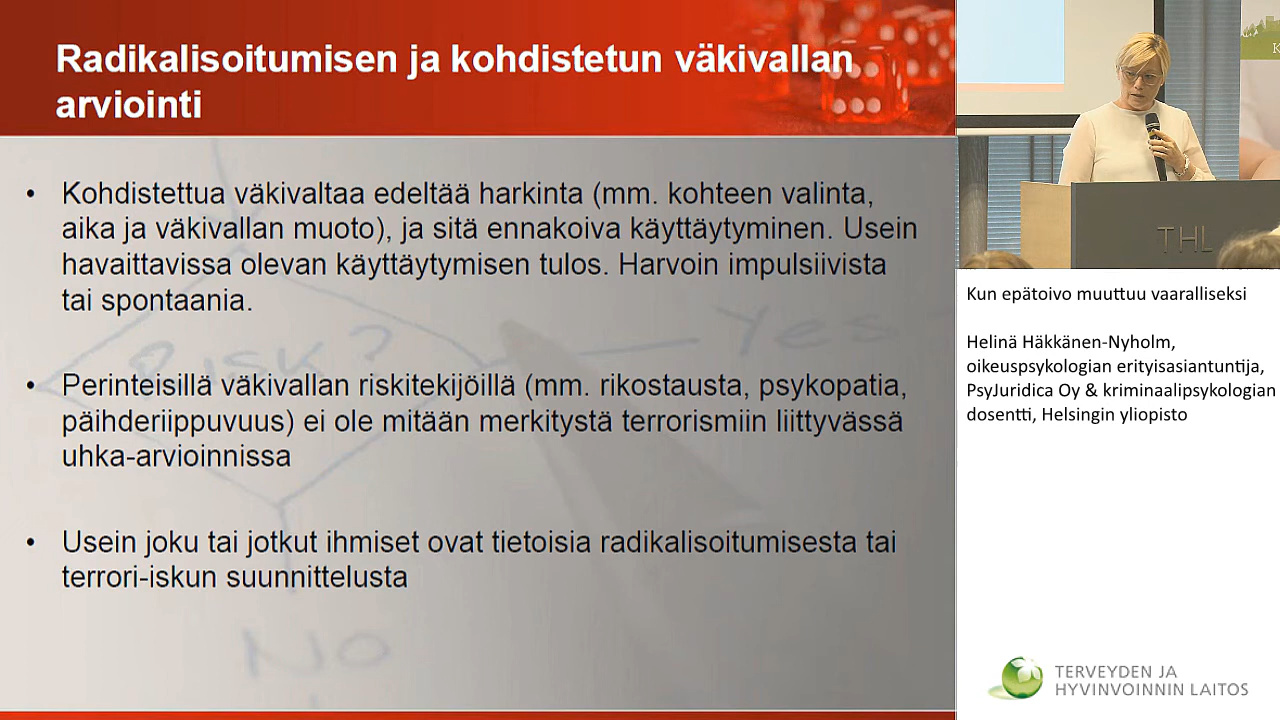 Radikalisoitumisen ja kohdistetun väkivallan
arviointi
• Kohdistettua väkivaltaa edeltää harkinta (mm. kohteen valinta,
aika ja väkivallan muoto), ja sitä ennakoiva käyttäytyminen. Usein
havaittavissa olevan käyttäytymisen tulos. Harvoin impulsiivista
tai spontaania.
• Perinteisillä väkivallan riskitekijöillä (mm. rikostausta, psykopatia,
päihderiippuvuus) ei ole mitään merkitystä terrorismiin liittyvässä
uhka-arvioinnissa
• Usein joku tai jotkut ihmiset ovat tietoisia radikalisoitumisesta tai
terrori-iskun suunnittelusta
RISK?
Yes
No
K
THL
Kun epätoivo muuttuu vaaralliseksi
Helinä Häkkänen-Nyholm,
oikeuspsykologian erityisasiantuntija,
PsyJuridica Oy & kriminaalipsykologian
dosentti, Helsingin yliopisto
TERVEYDEN JA
HYVINVOINNIN LAITOS